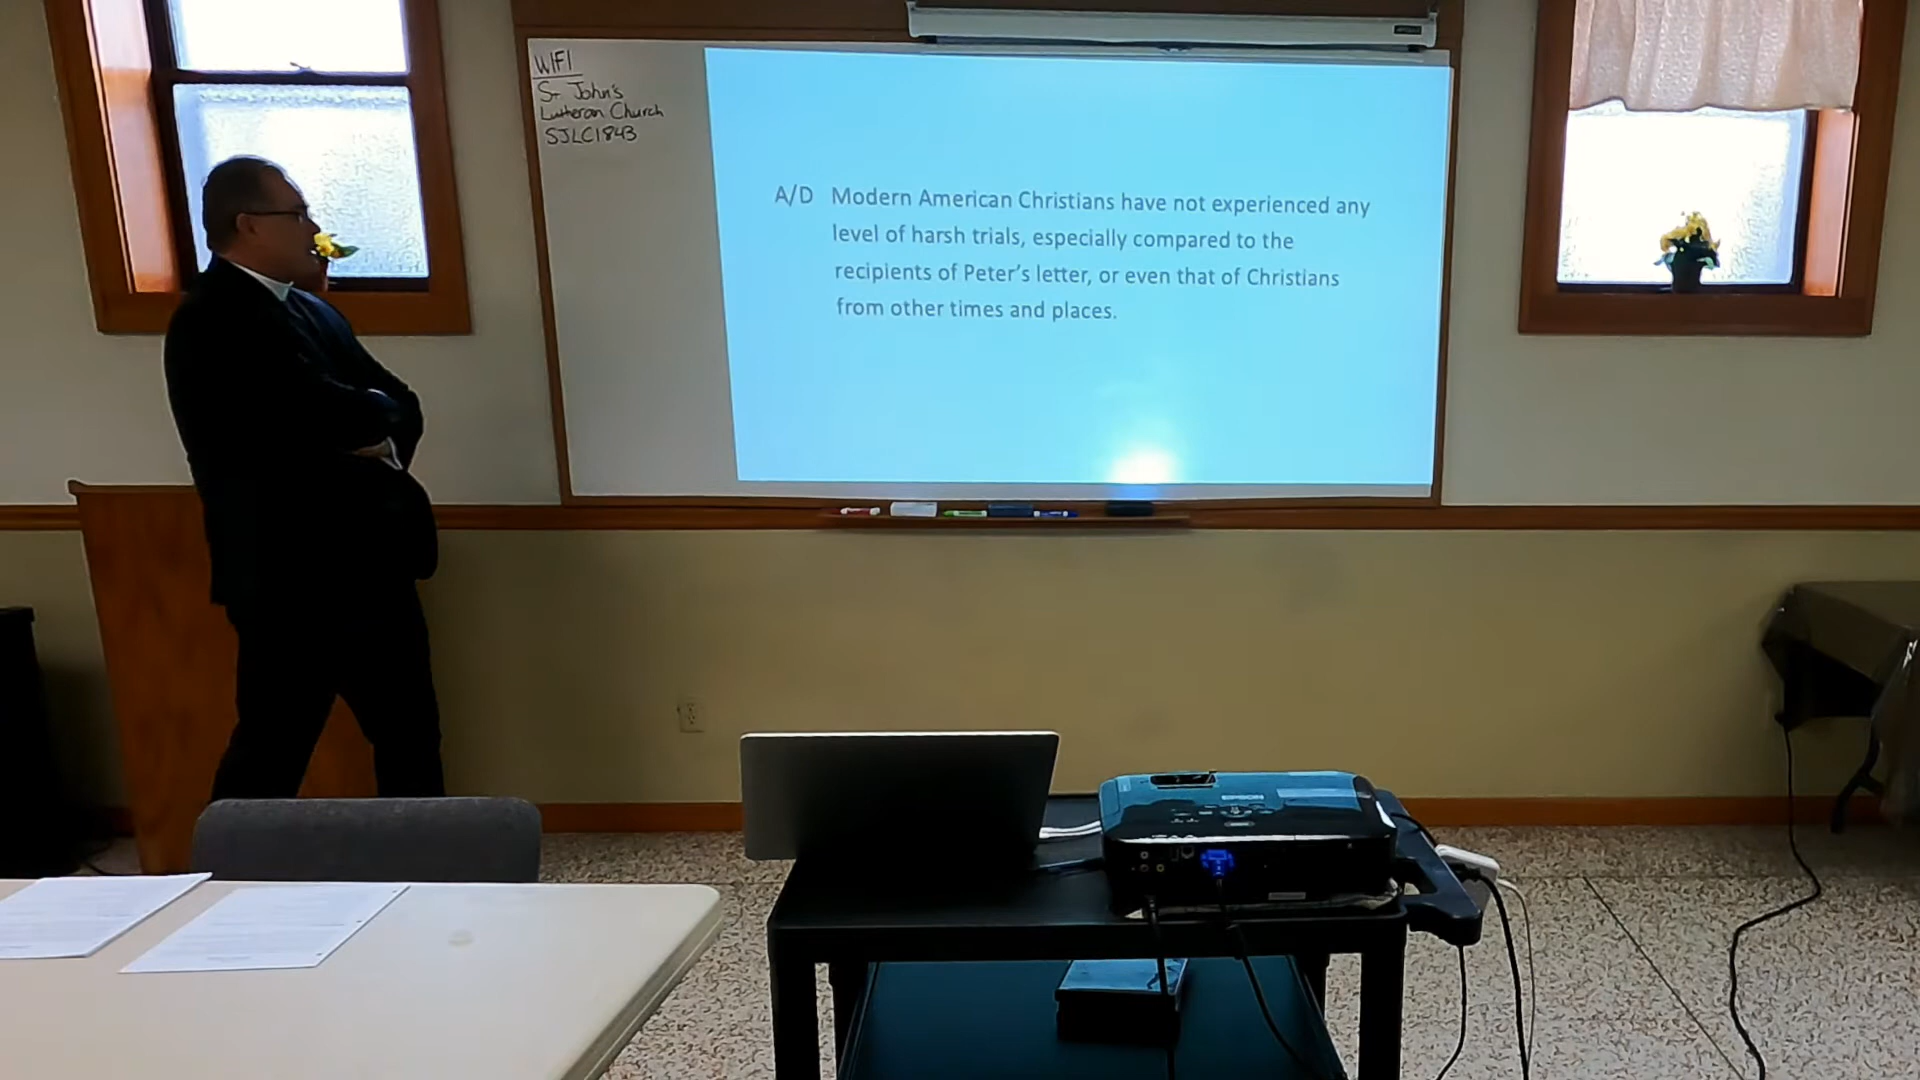 WIFI
St John's
Lutheran Church
SJLC1843
A/D Modern American Christians have not experienced any
level of harsh trials, especially compared to the
recipients of Peter's letter, or even that of Christians
from other times and places.
EPSON